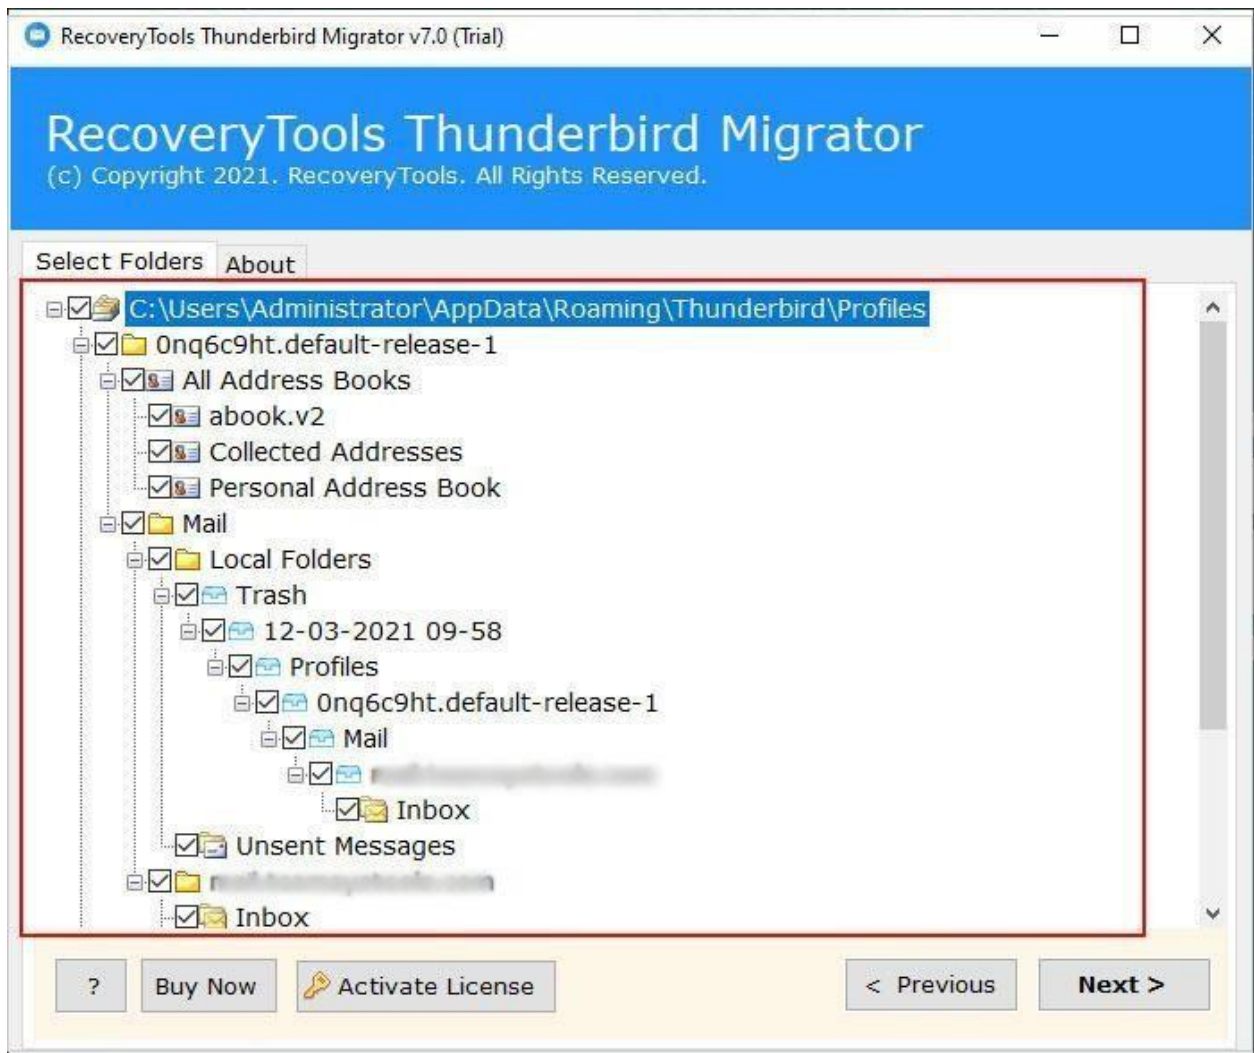 RecoveryTools Thunderbird Migrator v7.0 (Trial)
RecoveryTools Thunderbird Migrator
(c) Copyright 2021. RecoveryTools. All Rights Reserved.
Select Folders About
C:\Users\Administrator\AppData\Roaming\Thunderbird\Profiles
0nq6c9ht.default-release-1
All Address Books
abook.v2
Collected Addresses
Personal Address Book
Mail
Local Folders
Trash
12-03-2021 09-58
Profiles
0nq6c9ht.default-release-1
Mail
Inbox
Unsent Messages
Inbox
? Buy Now Activate License < Previous Next >